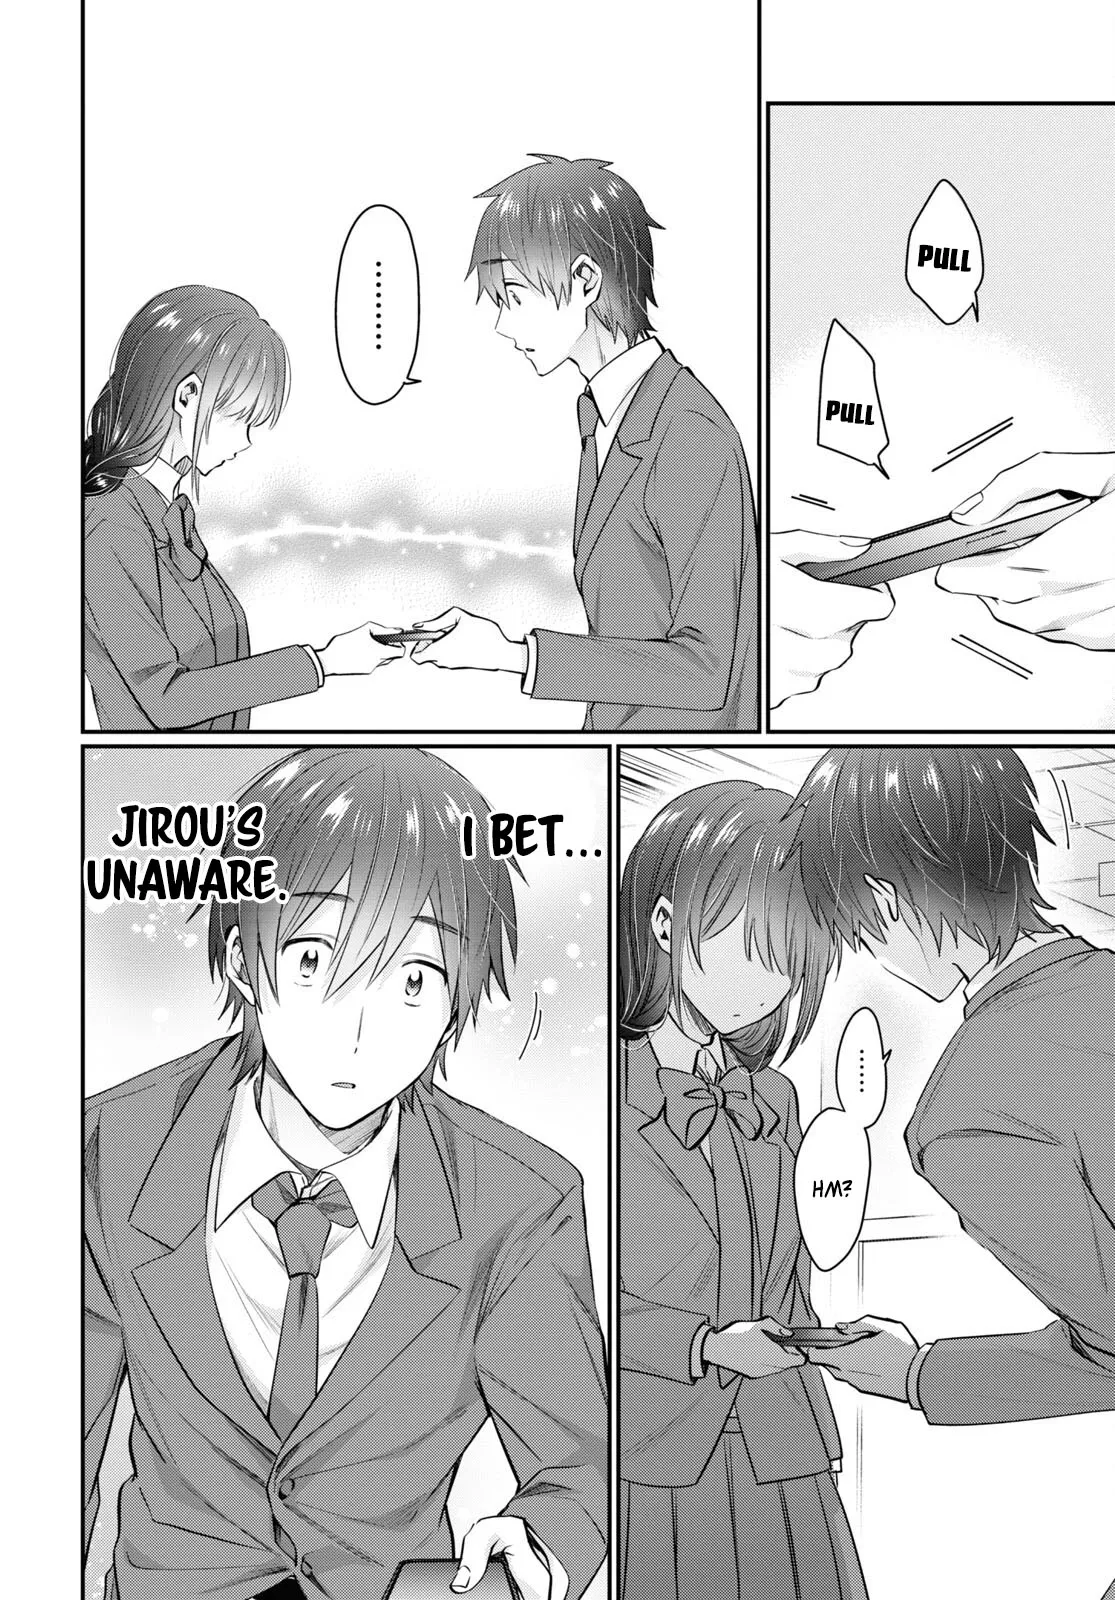 PULL
PULL
………
……
HM?
I BET...
JIROU'S
UNAWARE.